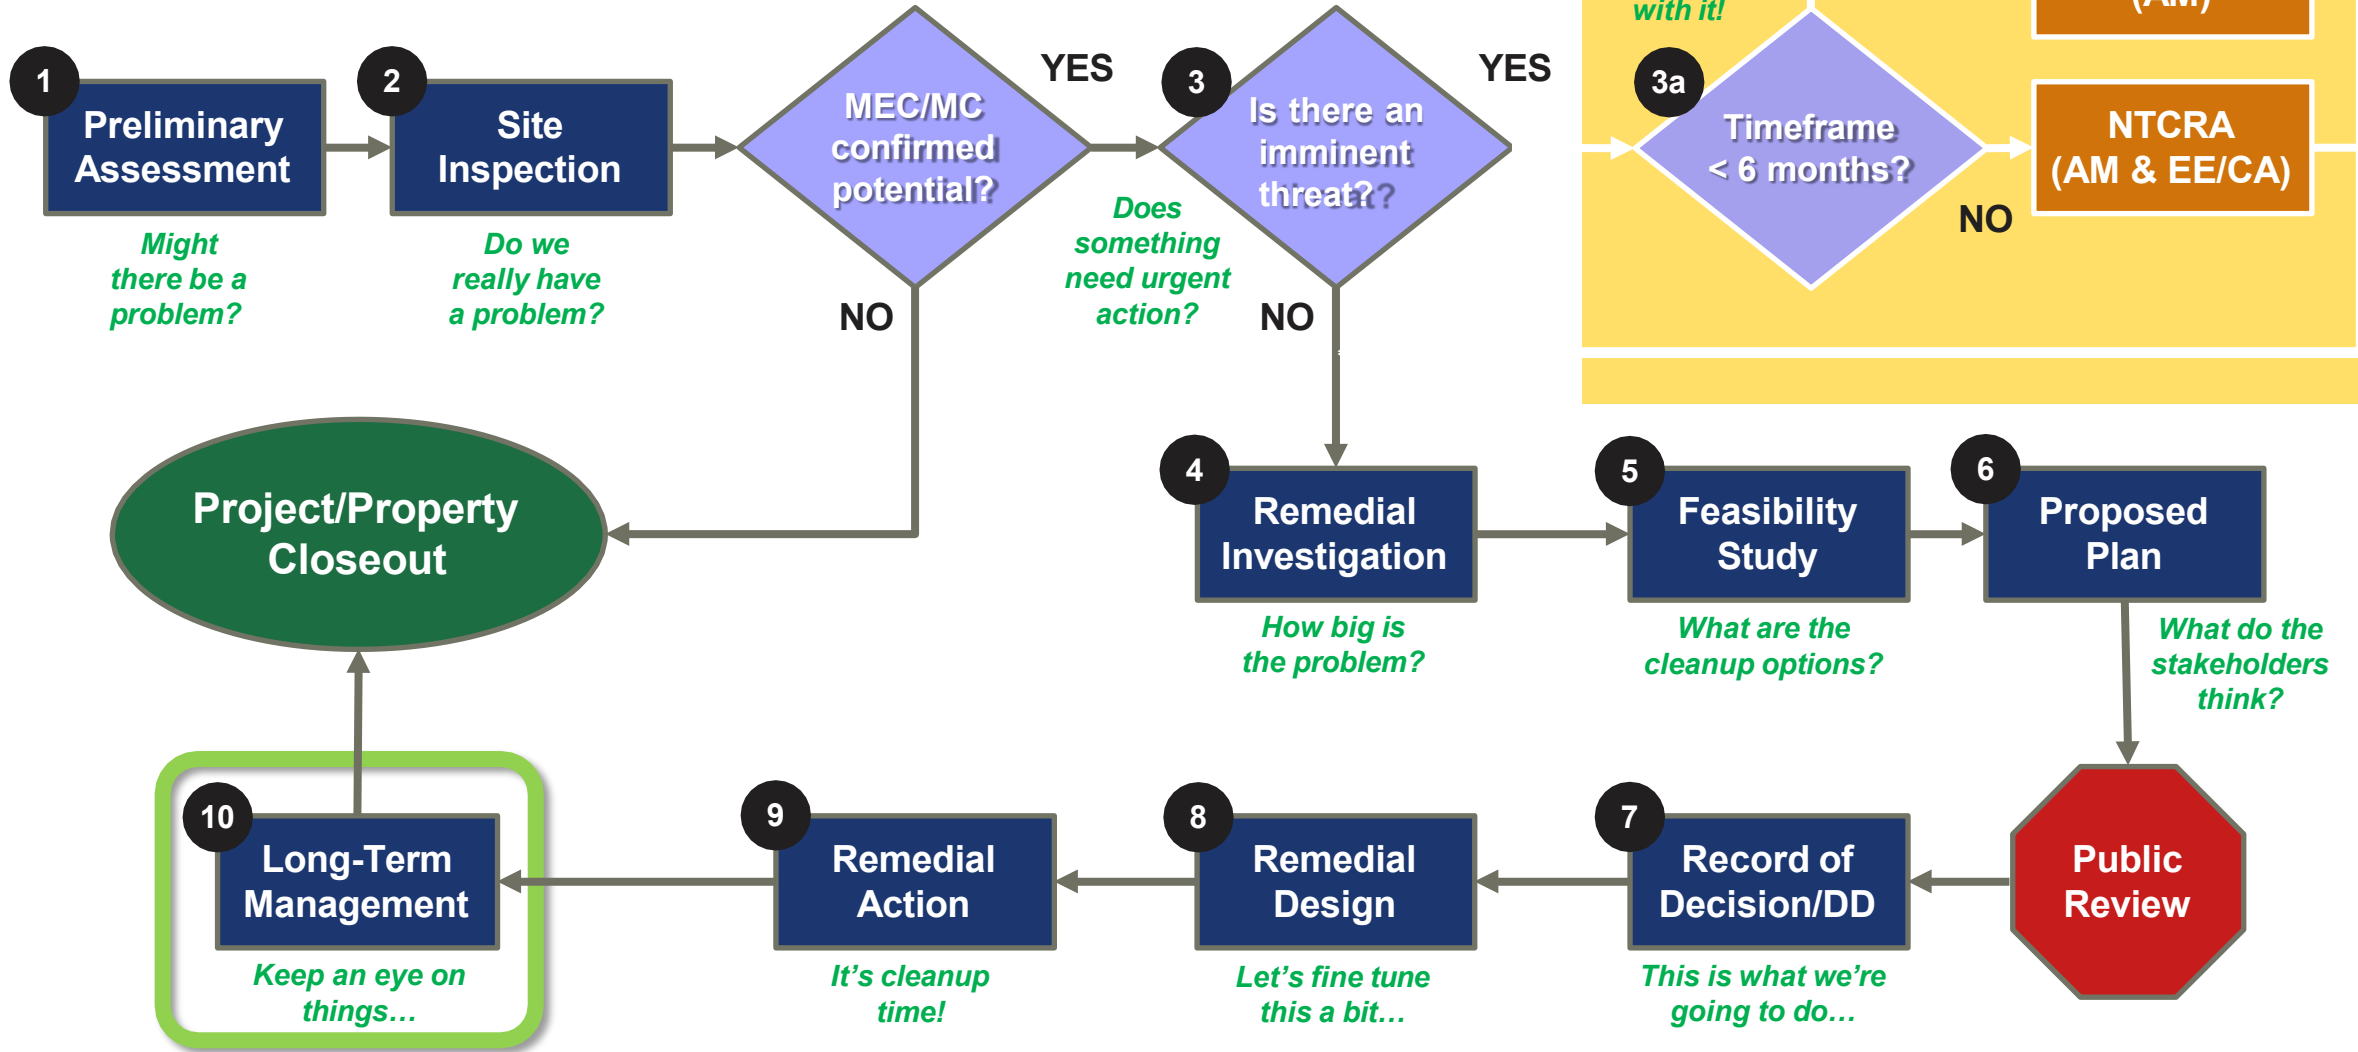 with it!
(AM)
1
Preliminary
Assessment
Might
there be a
problem?
2
Site
Inspection
Do we
really have
a problem?
MEC/MC
confirmed
potential?
YES
NO
3
Is there an
imminent
threat?
Does
something
need urgent
action?
YES
NO
3a
Timeframe
< 6 months?
NO
NTCRA
(AM & EE/CA)
Project/Property
Closeout
4
Remedial
Investigation
How big is
the problem?
5
Feasibility
Study
What are the
cleanup options?
6
Proposed
Plan
What do the
stakeholders
think?
10
Long-Term
Management
Keep an eye on
things…
9
Remedial
Action
It’s cleanup
time!
8
Remedial
Design
Let’s fine tune
this a bit…
7
Record of
Decision/DD
This is what we’re
going to do…
Public
Review